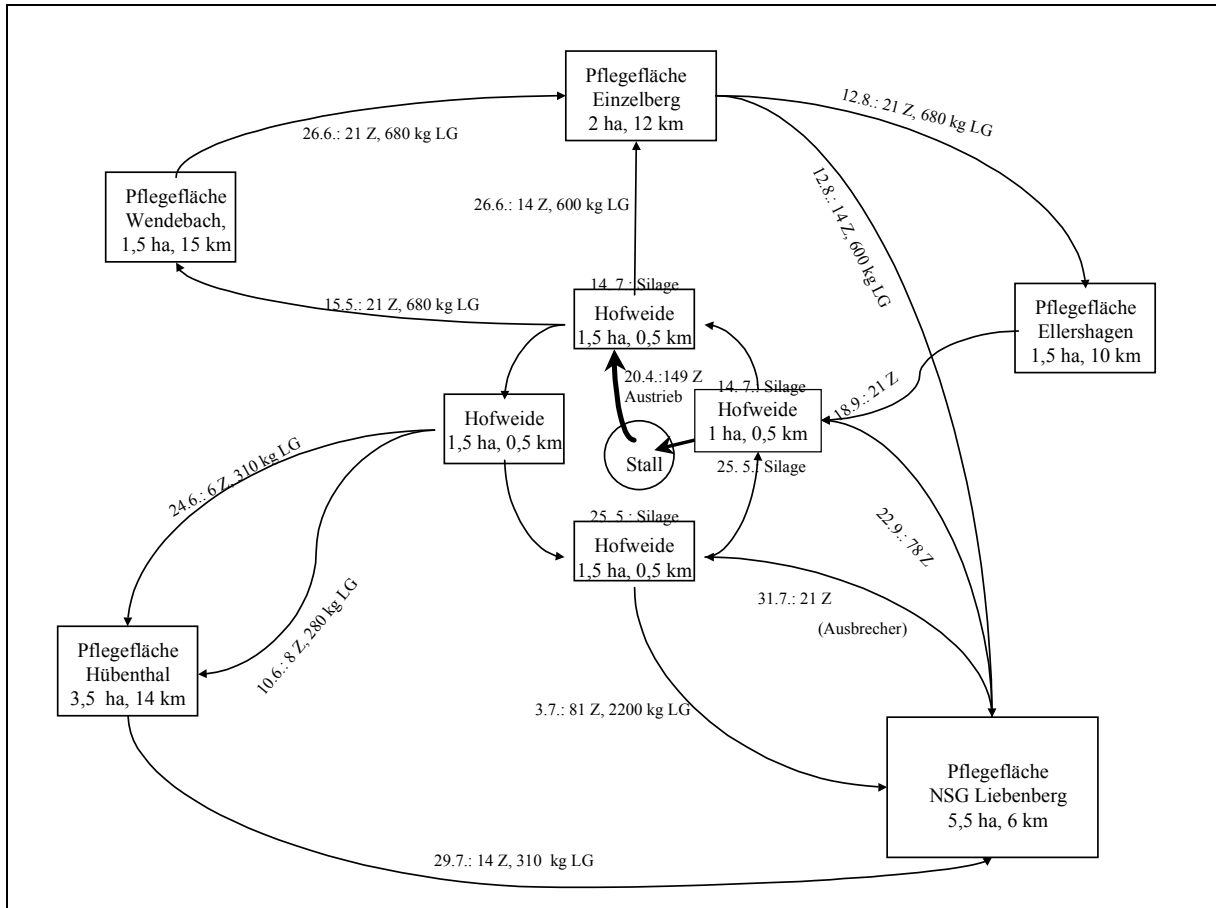 Pflegefläche
Einzelberg
2 ha, 12 km
12.8.: 21 Z, 680 kg LG
26.6.: 21 Z, 680 kg LG
12.8.: 14 Z, 600 kg LG
Pflegefläche
Wendebach,
1,5 ha, 15 km
26.6.: 14 Z, 600 kg LG
15.5.: 21 Z, 680 kg LG
14. 7.: Silage
Hofweide
1,5 ha, 0,5 km
Pflegefläche
Ellershagen
1,5 ha, 10 km
20.4.:149 Z
Austrieb
14. 7.: Silage
Hofweide
1 ha, 0,5 km
25. 5.: Silage
18.9.: 21 Z
Hofweide
1,5 ha, 0,5 km
Stall
24.6.: 6 Z, 310 kg LG
10.6.: 8 Z, 280 kg LG
25. 5.: Silage
Hofweide
1,5 ha, 0,5 km
22.9.: 78 Z
31.7.: 21 Z
(Ausbrecher)
Pflegefläche
Hübenthal
3,5 ha, 14 km
3.7.: 81 Z, 2200 kg LG
Pflegefläche
NSG Liebenberg
5,5 ha, 6 km
29.7.: 14 Z, 310 kg LG